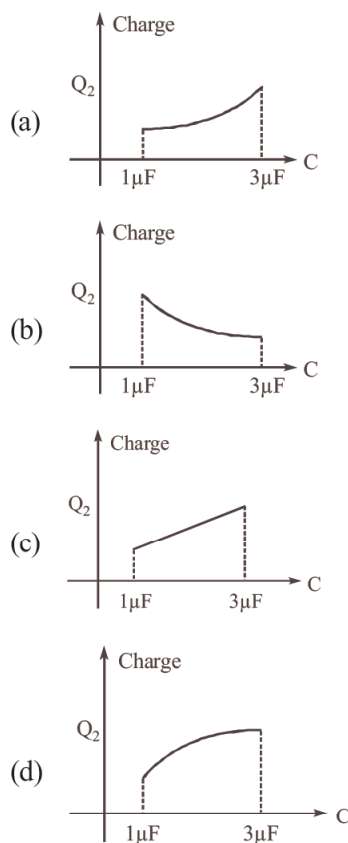 Charge
Q₂
(a)
1μF 3μF C
Charge
Q₂
(b)
1μF 3μF C
Charge
Q₂
(c)
1μF 3μF C
Charge
Q₂
(d)
1μF 3μF C